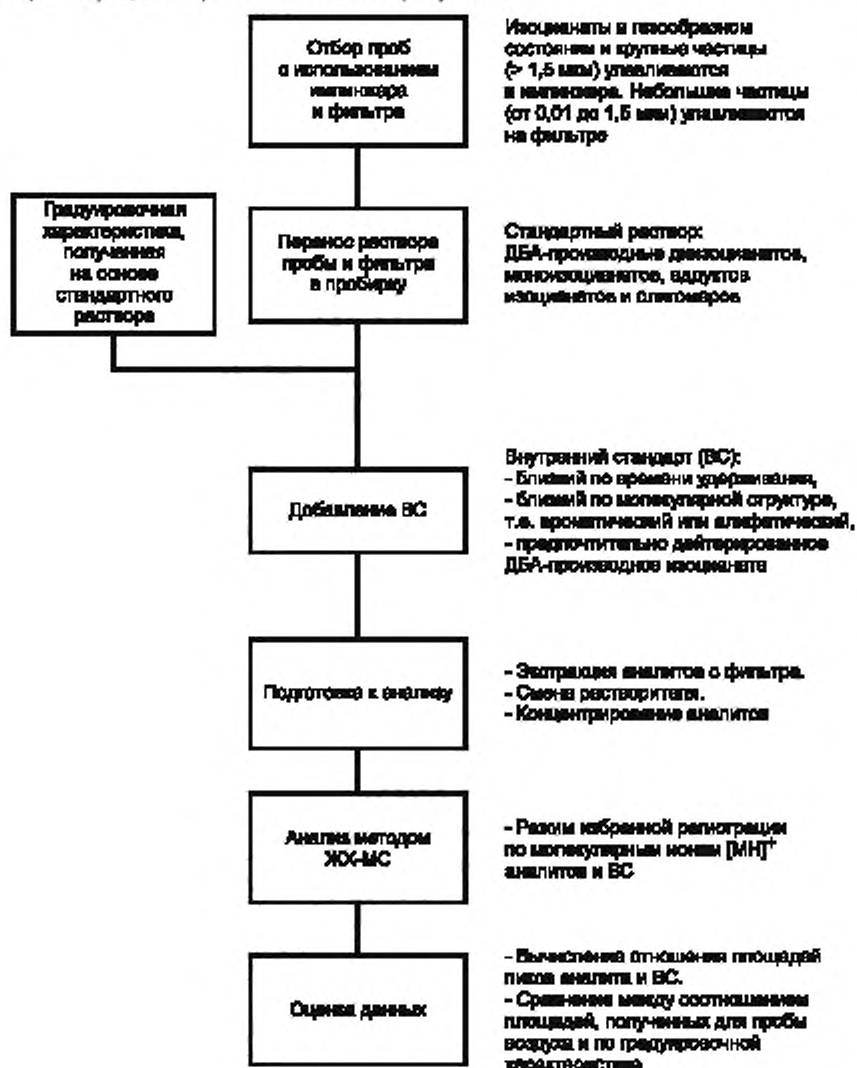 Отбор проб
с использованием
импинжера
и фильтра
Изоцианаты в газообразном
состоянии и крупные частицы
(> 1,5 мкм) улавливаются
в импинжере. Небольшие частицы
(от 0,01 до 1,5 мкм) улавливаются
на фильтре
Градуировочная
характеристика,
полученная
на основе
стандартного
раствора
Перенос раствора
пробы и фильтра
в пробирку
Стандартный раствор:
ДБА-производные диизоцианатов,
моноизоцианатов, аддуктов
изоцианатов и олигомеров
Добавление ВС
Внутренний стандарт (ВС):
- близкий по времени удерживания,
- близкий по молекулярной структуре,
т.е. ароматический или алифатический,
- предпочтительно дейтерированное
ДБА-производное изоцианата
Подготовка к анализу
- Экстракция аналитов с фильтра.
- Смена растворителя.
- Концентрирование аналитов
Анализ методом
ЖХ-МС
- Режим избранной регистрации
по молекулярным ионам [МН]⁺
аналитов и ВС
Оценка данных
- Вычисление отношения площадей
пиков аналита и ВС.
- Сравнение между соотношением
площадей, полученных для пробы
воздуха и по градуировочной
характеристике